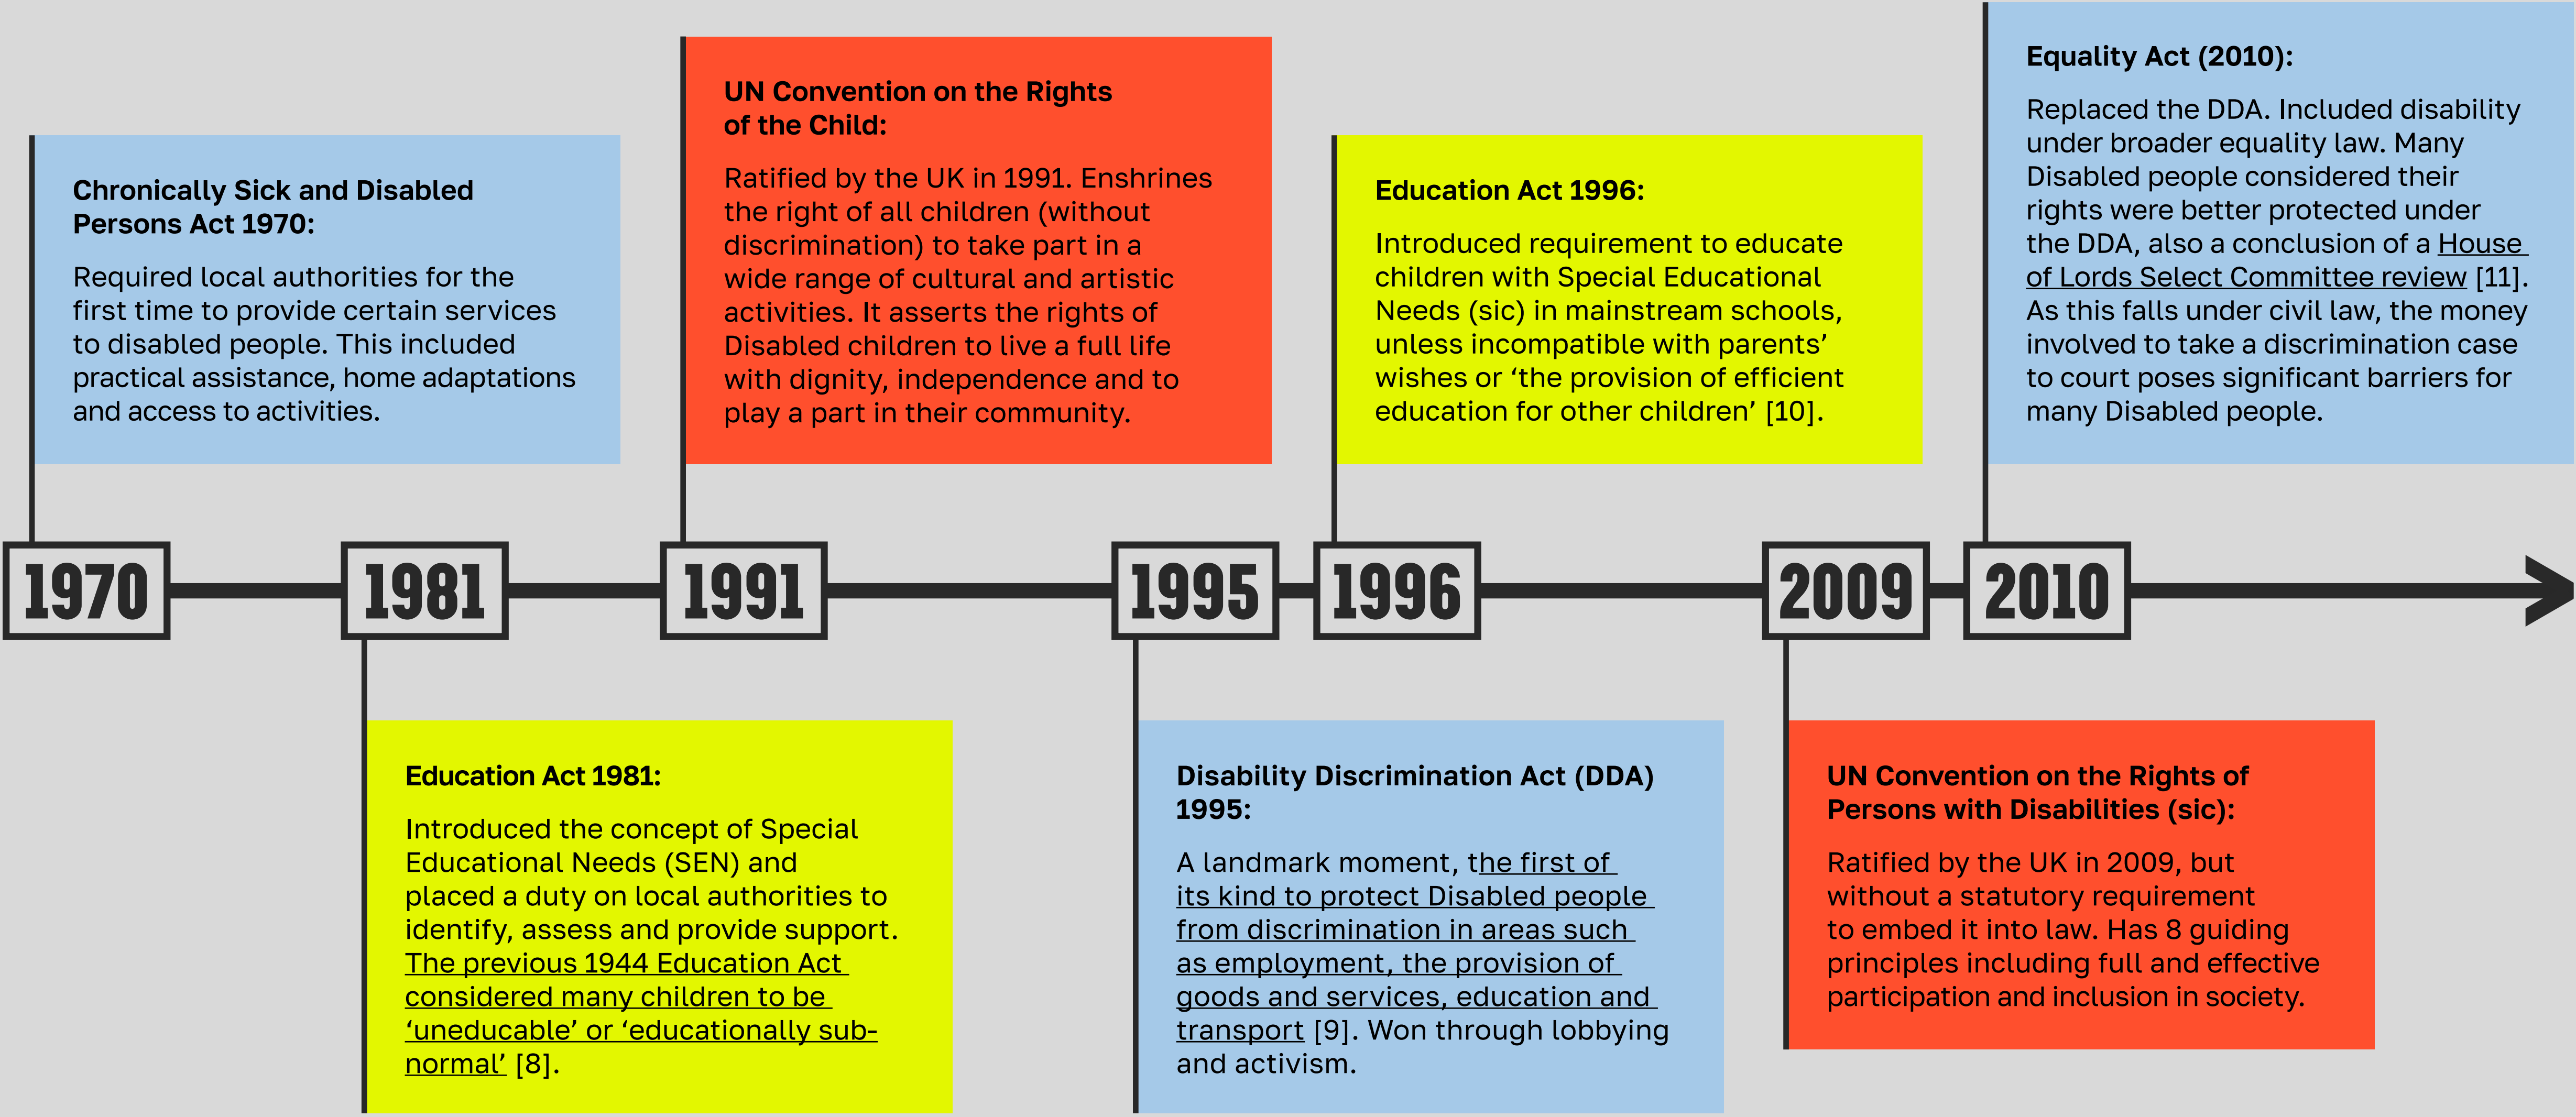 Chronically Sick and Disabled
Persons Act 1970:
Required local authorities for the
first time to provide certain services
to disabled people. This included
practical assistance, home adaptations
and access to activities.
UN Convention on the Rights
of the Child:
Ratified by the UK in 1991. Enshrines
the right of all children (without
discrimination) to take part in a
wide range of cultural and artistic
activities. It asserts the rights of
Disabled children to live a full life
with dignity, independence and to
play a part in their community.
Education Act 1996:
Introduced requirement to educate
children with Special Educational
Needs (sic) in mainstream schools,
unless incompatible with parents’
wishes or ‘the provision of efficient
education for other children’ [10].
Equality Act (2010):
Replaced the DDA. Included disability
under broader equality law. Many
Disabled people considered their
rights were better protected under
the DDA, also a conclusion of a House
of Lords Select Committee review [11].
As this falls under civil law, the money
involved to take a discrimination case
to court poses significant barriers for
many Disabled people.
1970
1981
1991
1995
1996
2009
2010
Education Act 1981:
Introduced the concept of Special
Educational Needs (SEN) and
placed a duty on local authorities to
identify, assess and provide support.
The previous 1944 Education Act
considered many children to be
‘uneducable’ or ‘educationally sub-
normal’ [8].
Disability Discrimination Act (DDA)
1995:
A landmark moment, the first of
its kind to protect Disabled people
from discrimination in areas such
as employment, the provision of
goods and services, education and
transport [9]. Won through lobbying
and activism.
UN Convention on the Rights of
Persons with Disabilities (sic):
Ratified by the UK in 2009, but
without a statutory requirement
to embed it into law. Has 8 guiding
principles including full and effective
participation and inclusion in society.